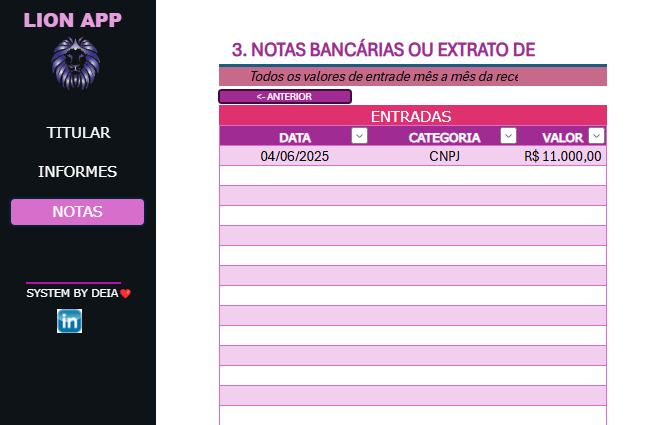 LION APP
TITULAR
INFORMES
NOTAS
SYSTEM BY DEIA
in
3. NOTAS BANCÁRIAS OU EXTRATO DE
Todos os valores de entrade mês a mês da rece
<- ANTERIOR
ENTRADAS
DATA CATEGORIA VALOR
04/06/2025 CNPJ R$ 11.000,00